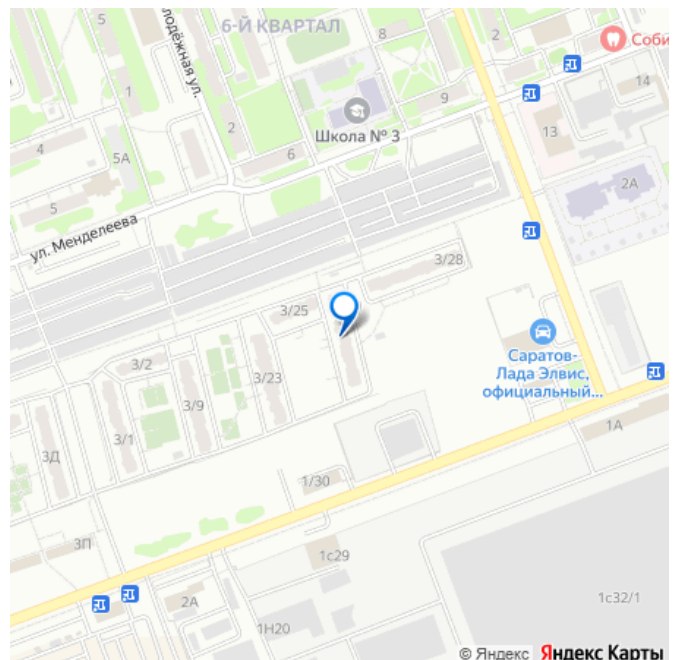 5
6-Й КВАРТАЛ
8
2
Соби
лодёжная ул.
1
9
14
2
Школа № 3
13
4
5А
6
2А
5
ул. Менделеева
3/28
3/25
Саратов-
Лада Элвис,
официальный...
3/2
3/23
3/9
3/1
1А
3Д
1/30
3П
1с29
1с32/1
2А
1Н20
© Яндекс Яндекс Карты